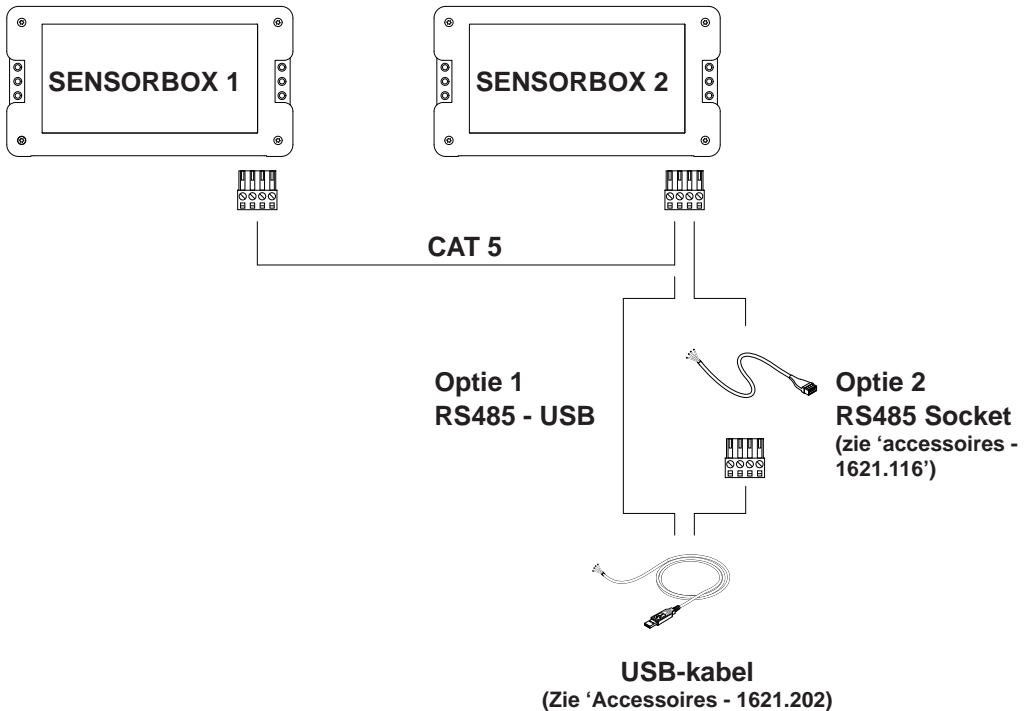 SENSORBOX 1
SENSORBOX 2
CAT 5
Optie 1
RS485 - USB
Optie 2
RS485 Socket
(zie ‘accessoires -
1621.116’)
USB-kabel
(Zie ‘Accessoires - 1621.202)